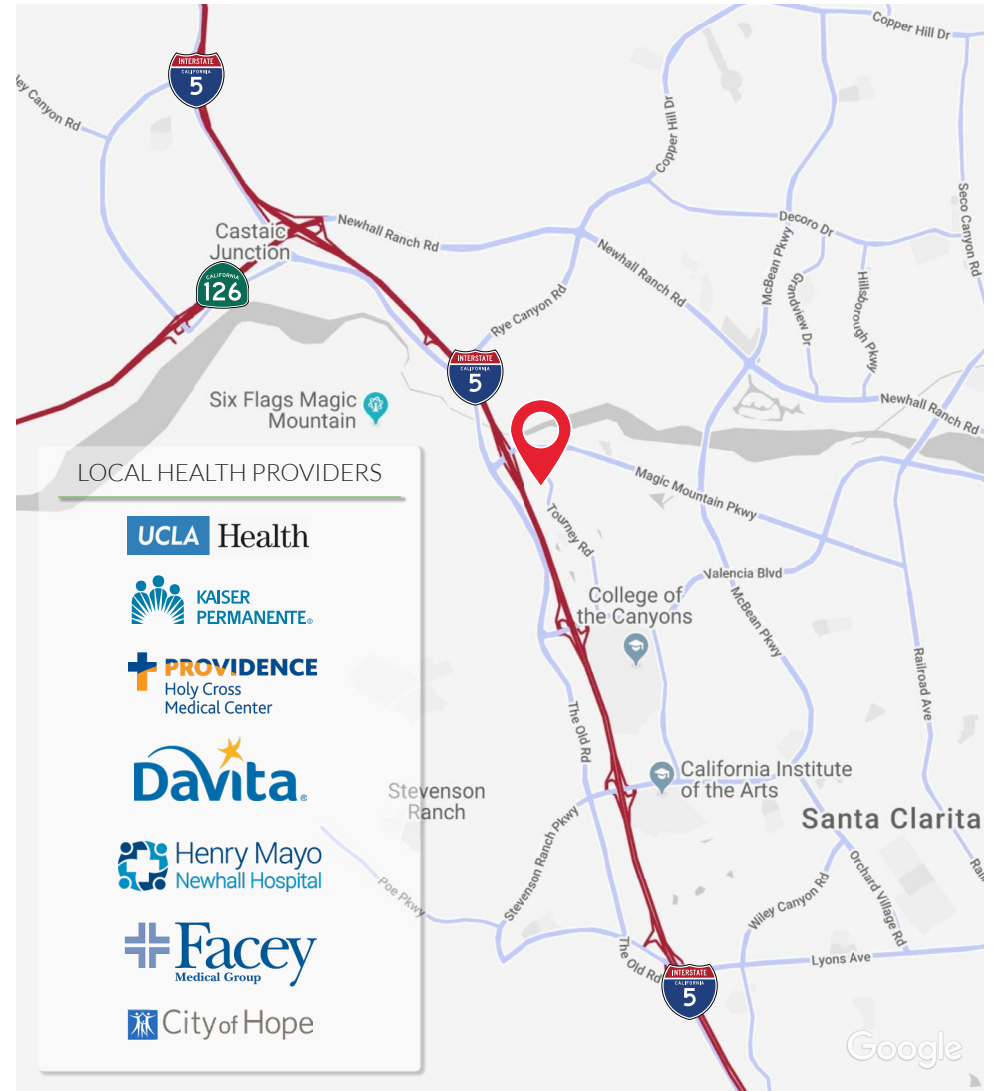 Copper Hill Dr
INTERSTATE
CALIFORNIA
5
ley Canyon Rd
Copper Hill Dr
Seco Canyon Rd
Castaic
Junction
Newhall Ranch Rd
Decoro Dr
McBean Pkwy
Newhall Ranch Rd
Grandview Dr
Hillsborough Pkwy
CALIFORNIA
126
Rye Canyon Rd
INTERSTATE
CALIFORNIA
5
Six Flags Magic
Mountain
Newhall Ranch Rd
LOCAL HEALTH PROVIDERS
UCLA Health
KAISER
PERMANENTE®
PROVIDENCE
Holy Cross
Medical Center
DaVita®
Henry Mayo
Newhall Hospital
Facey
Medical Group
City of Hope
Magic Mountain Pkwy
Tourney Rd
Valencia Blvd
College of
the Canyons
McBean Pkwy
Railroad Ave
The Old Rd
California Institute
of the Arts
Stevenson
Ranch
Santa Clarita
Stevenson Ranch Pkwy
Poe Pkwy
Wiley Canyon Rd
Orchard Village Rd
Rail
The Old Rd
Lyons Ave
INTERSTATE
CALIFORNIA
5
Google